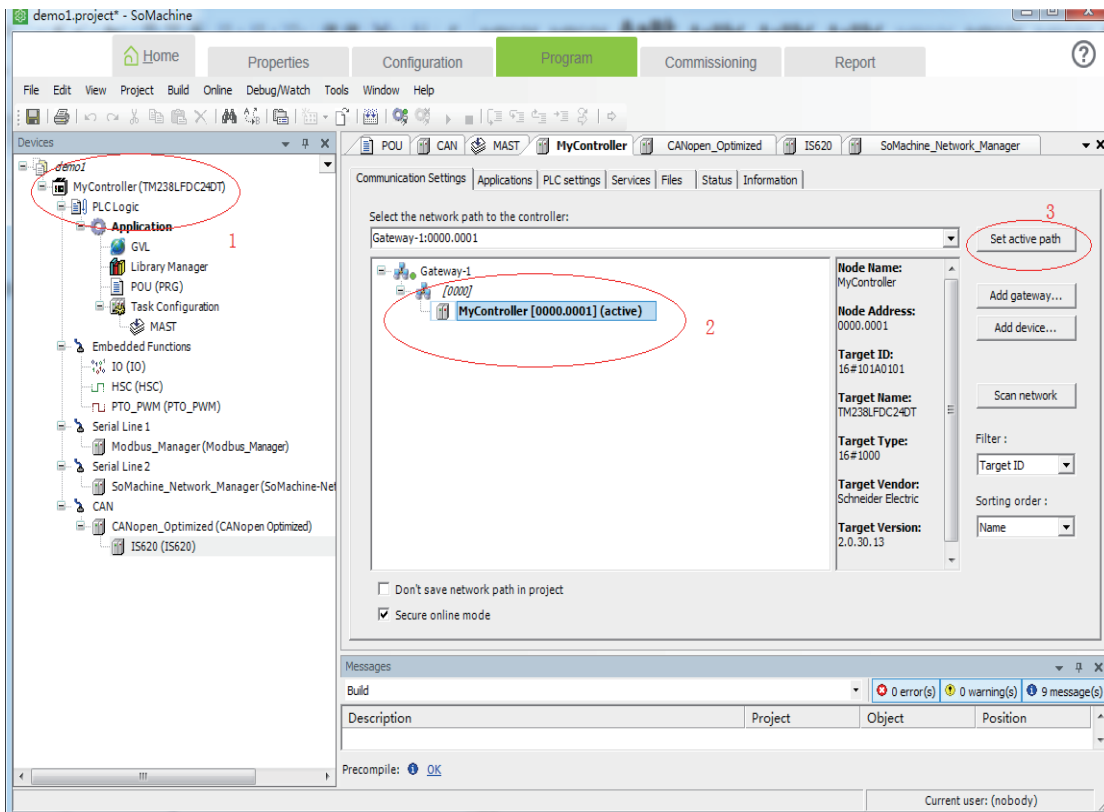 demo1.project* - SoMachine
Home Properties Configuration Program Commissioning Report
File Edit View Project Build Online Debug/Watch Tools Window Help
Devices
demo1
MyController (TM238LFDC24DT)
PLC Logic
1
Application
GVL
Library Manager
POU (PRG)
Task Configuration
MAST
Embedded Functions
IO (IO)
HSC (HSC)
PTO_PWM (PTO_PWM)
Serial Line 1
Modbus_Manager (Modbus_Manager)
Serial Line 2
SoMachine_Network_Manager (SoMachine-Net
CAN
CANopen_Optimized (CANopen Optimized)
IS620 (IS620)
POU CAN MAST MyController CANopen_Optimized IS620 SoMachine_Network_Manager
Communication Settings Applications PLC settings Services Files Status Information
Select the network path to the controller:
3
Gateway-1:0000.0001
Set active path
Gateway-1
[0000]
MyController [0000.0001] (active)
2
Node Name:
MyController
Node Address:
0000.0001
Target ID:
16#101A0101
Target Name:
TM238LFDC24DT
Target Type:
16#1000
Target Vendor:
Schneider Electric
Target Version:
2.0.30.13
Add gateway...
Add device...
Scan network
Filter :
Target ID
Sorting order :
Name
Don't save network path in project
Secure online mode
Messages
Build
0 error(s) 0 warning(s) 9 message(s)
Description Project Object Position
Precompile: OK
Current user: (nobody)